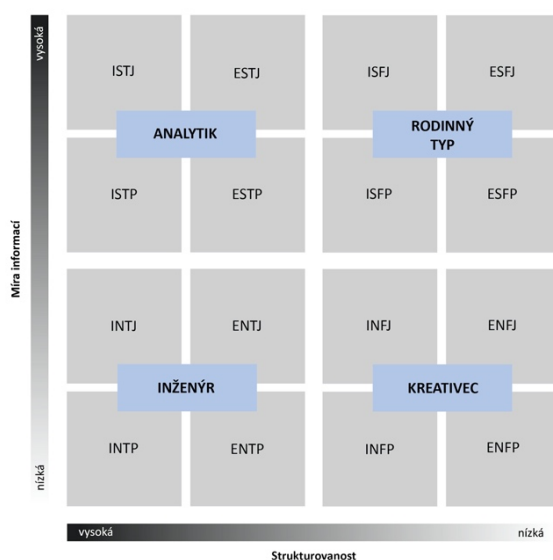 vysoká
ISTJ
ESTJ
ISFJ
ESFJ
ANALYTIK
RODINNÝ
TYP
ISTP
ESTP
ISFP
ESFP
Míra informací
INTJ
ENTJ
INFJ
ENFJ
INŽENÝR
KREATIVEC
INTP
ENTP
INFP
ENFP
nízká
vysoká
nízká
Strukturovanost